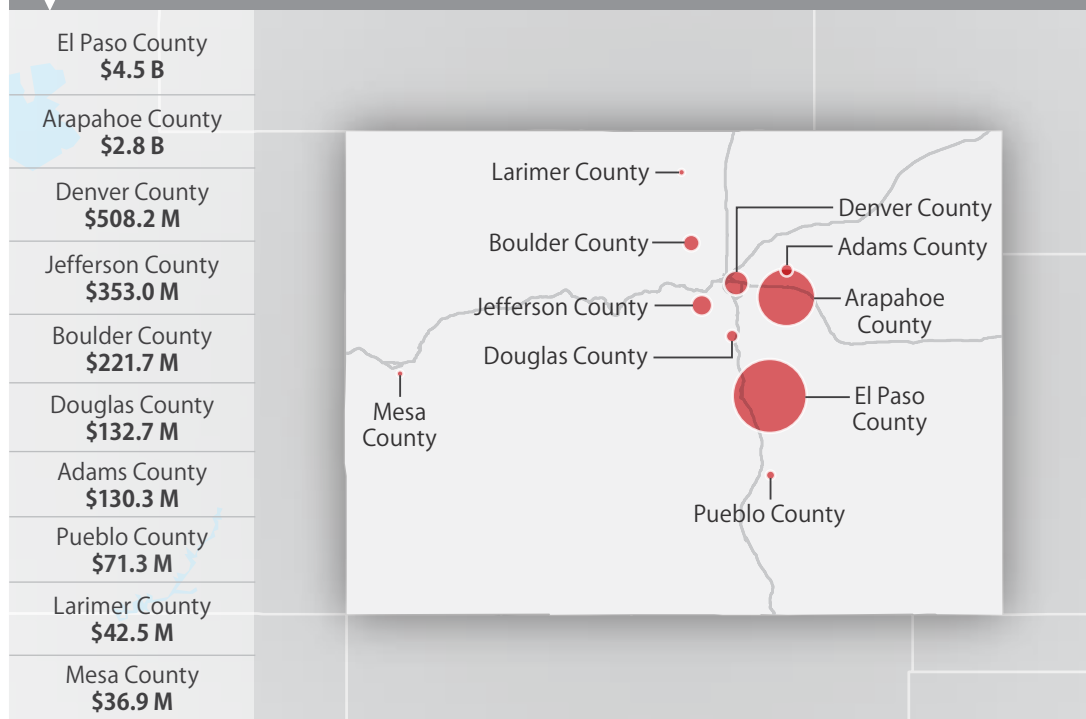 El Paso County
$4.5 B
Arapahoe County
$2.8 B
Denver County
$508.2 M
Jefferson County
$353.0 M
Boulder County
$221.7 M
Douglas County
$132.7 M
Adams County
$130.3 M
Pueblo County
$71.3 M
Larimer County
$42.5 M
Mesa County
$36.9 M
Larimer County
Denver County
Boulder County
Adams County
Jefferson County
Arapahoe
County
Douglas County
El Paso
County
Mesa
County
Pueblo County